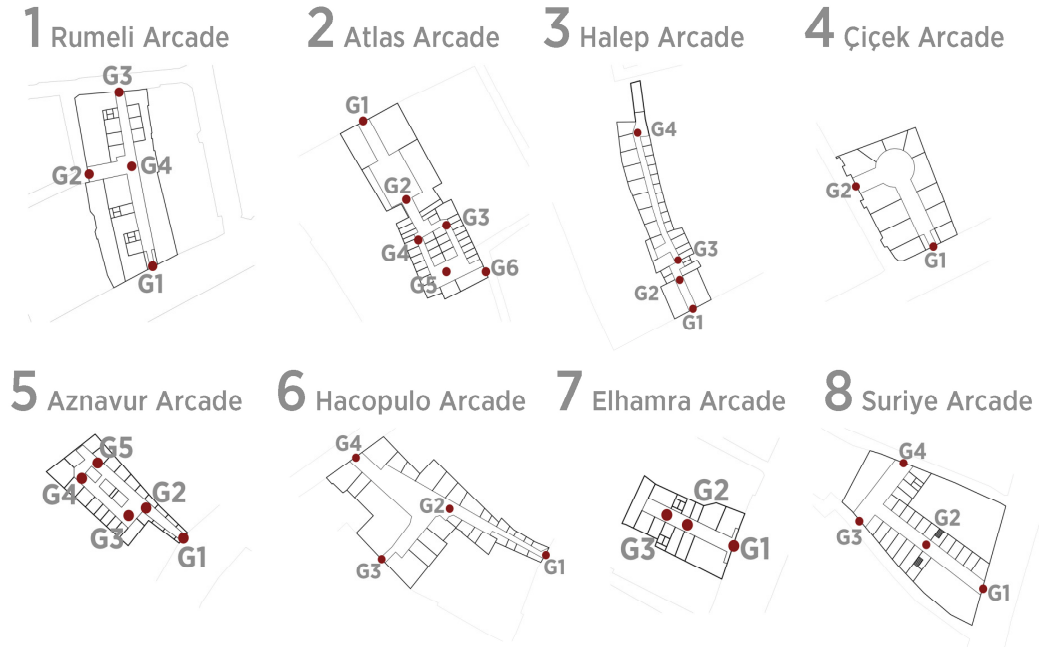 1 Rumeli Arcade
G3
G2
G4
G1
2 Atlas Arcade
G1
G2
G3
G4
G5
G6
3 Halep Arcade
G4
G3
G2
G1
4 Çiçek Arcade
G2
G1
5 Aznavur Arcade
G5
G4
G2
G3
G1
6 Hacopulo Arcade
G4
G2
G3
G1
7 Elhamra Arcade
G2
G3
G1
8 Suriye Arcade
G4
G2
G3
G1